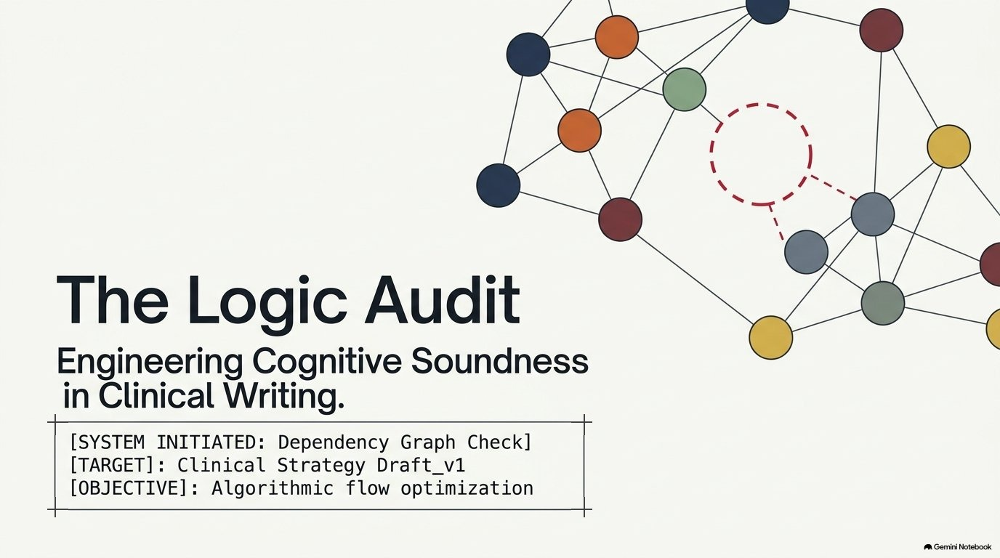 The Logic Audit
Engineering Cognitive Soundness
in Clinical Writing.
[SYSTEM INITIATED: Dependency Graph Check]
[TARGET]: Clinical Strategy Draft_v1
[OBJECTIVE]: Algorithmic flow optimization
Gemini Notebook